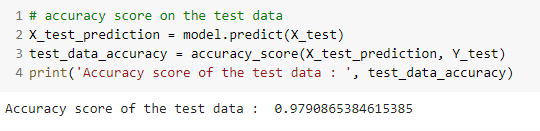 1 # accuracy score on the test data
2 X_test_prediction = model.predict(X_test)
3 test_data_accuracy = accuracy_score(X_test_prediction, Y_test)
4 print('Accuracy score of the test data : ', test_data_accuracy)
Accuracy score of the test data :  0.9790865384615385